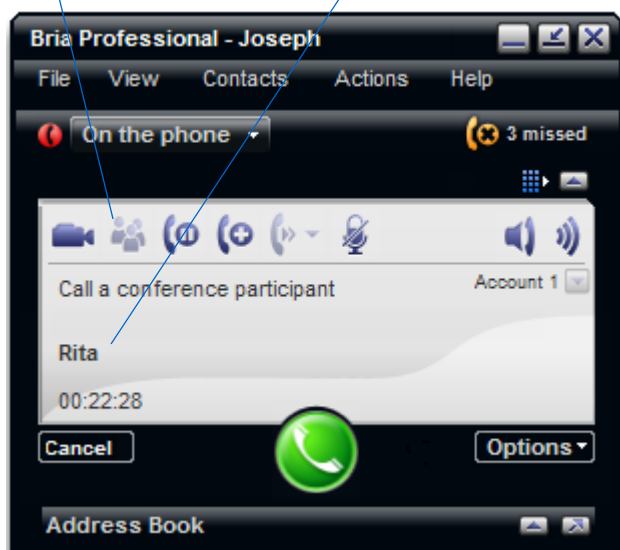 Bria Professional - Joseph
File View Contacts Actions Help
On the phone 3 missed
Call a conference participant Account 1
Rita
00:22:28
Cancel Options
Address Book